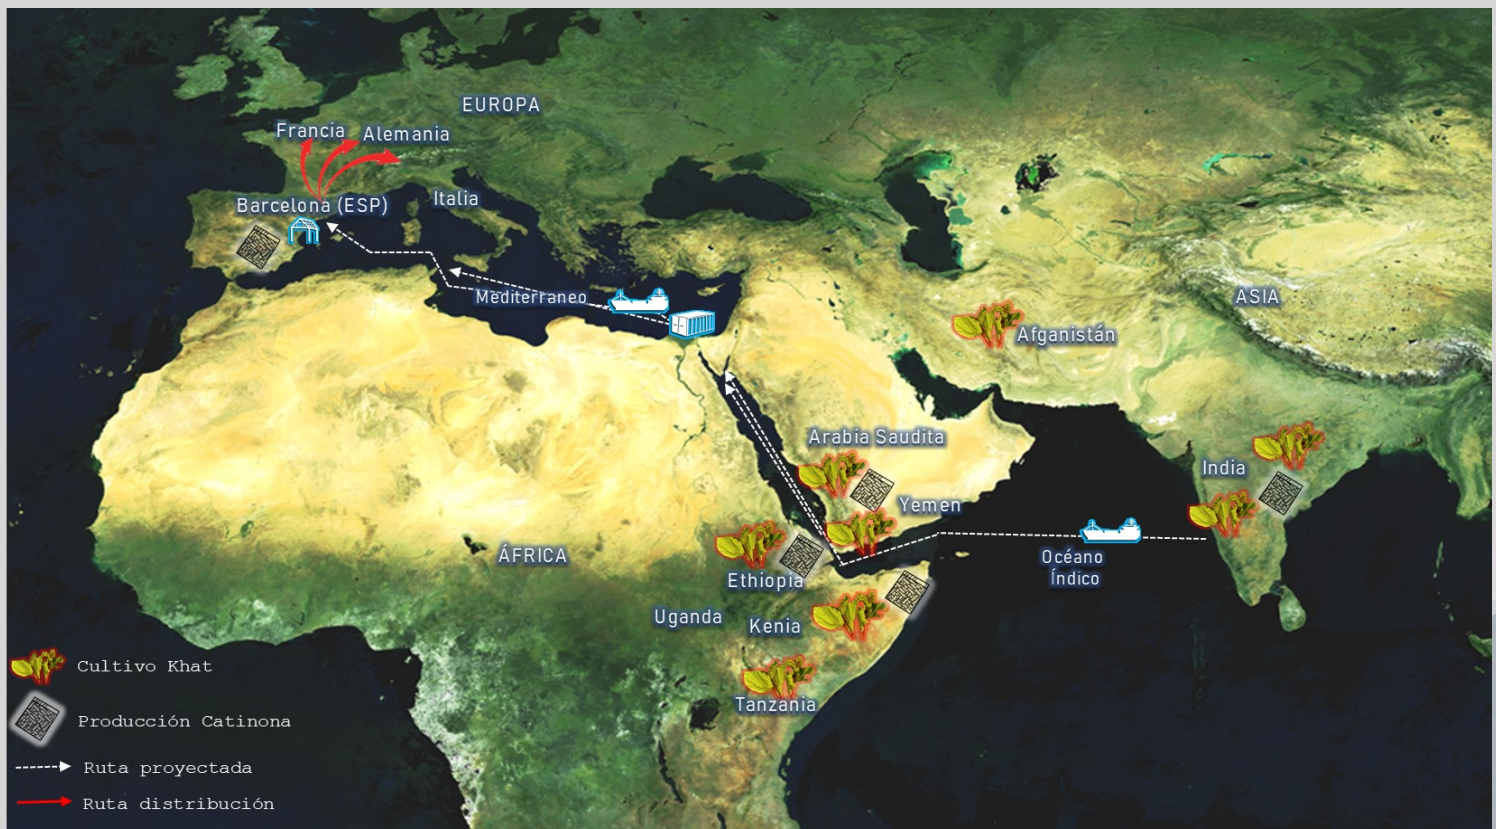 EUROPA
Francia
Alemania
Italia
Barcelona (ESP)
Mediterraneo
ASIA
Afganistán
Arabia Saudita
India
Yemen
ÁFRICA
Océano
Índico
Ethiopia
Uganda
Kenia
Tanzania
Cultivo Khat
Producción Catinona
Ruta proyectada
Ruta distribución